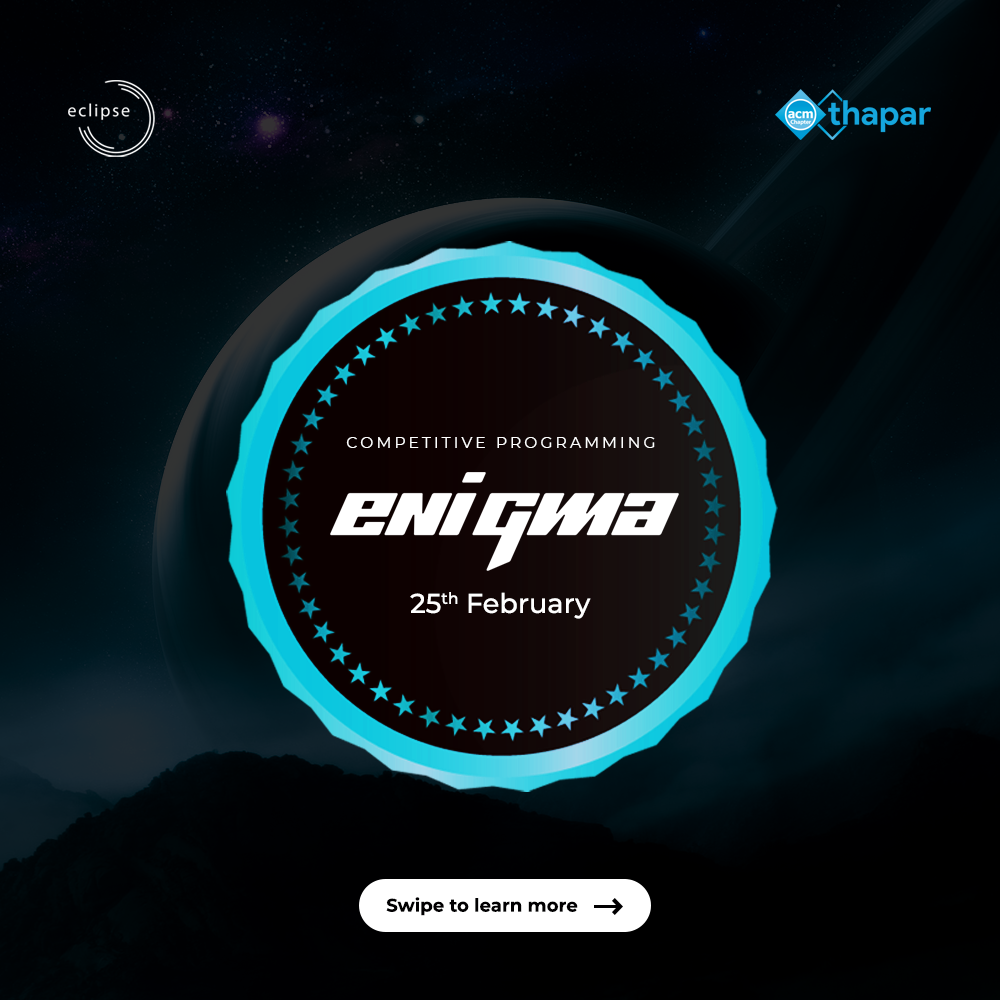 eclipse
acm
Chapter
thapar
COMPETITIVE PROGRAMMING
enigma
25th February
Swipe to learn more